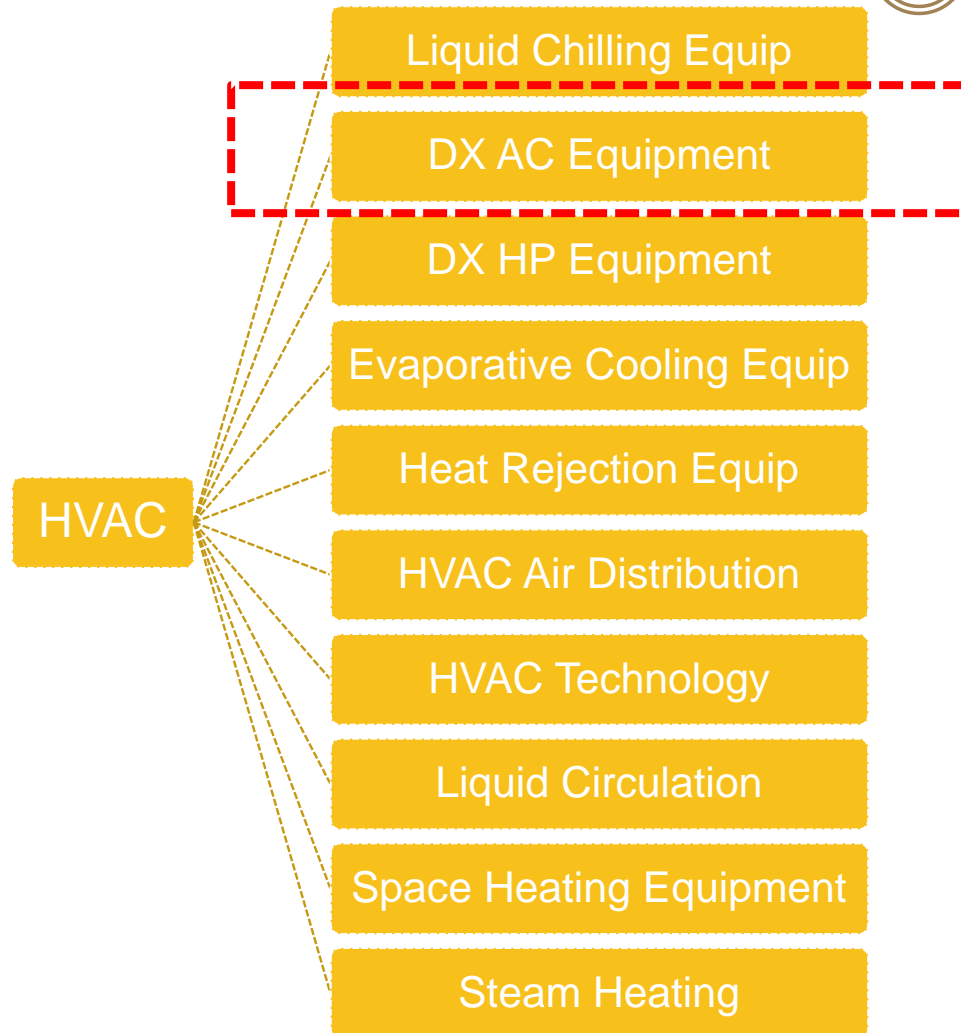 Liquid Chilling Equip
DX AC Equipment
DX HP Equipment
Evaporative Cooling Equip
Heat Rejection Equip
HVAC
HVAC Air Distribution
HVAC Technology
Liquid Circulation
Space Heating Equipment
Steam Heating